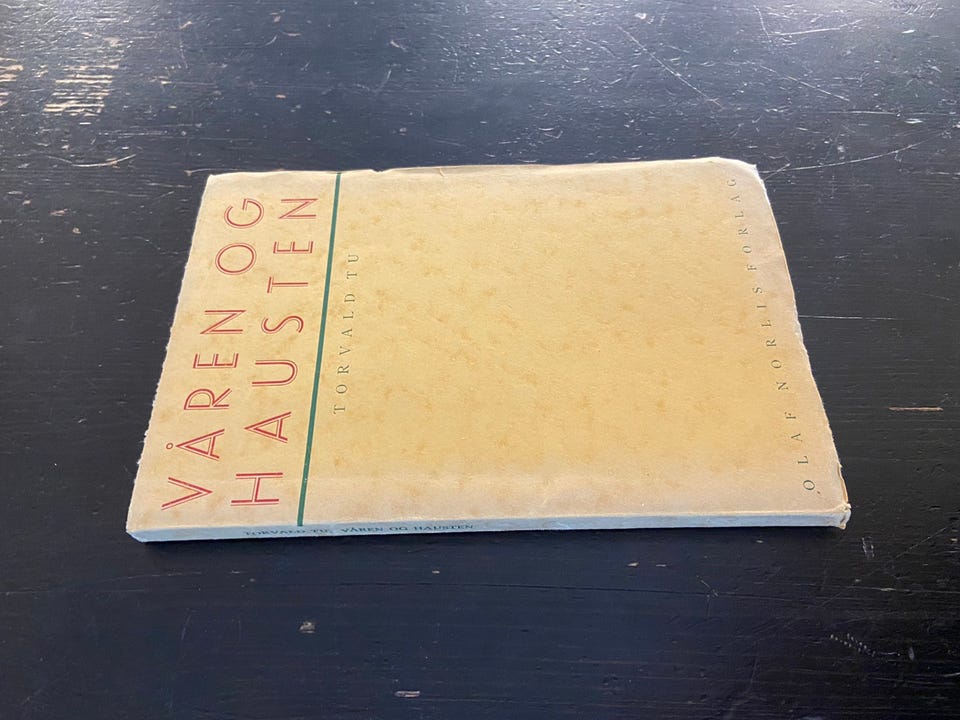 VÅREN OG
HAUSTEN
TORVALD TU
OLAF NORLIS FORLAG
TORVALD TU: VÅREN OG HAUSTEN